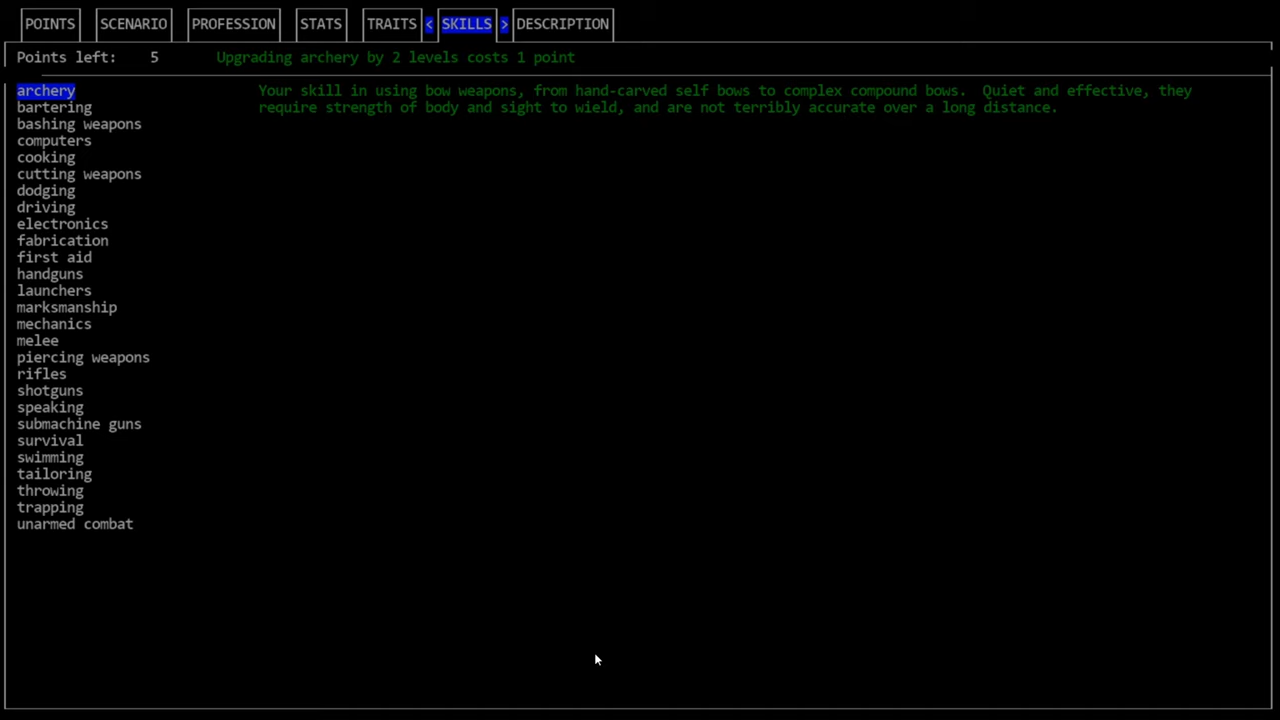 POINTS SCENARIO PROFESSION STATS TRAITS < SKILLS > DESCRIPTION
Points left: 5 Upgrading archery by 2 levels costs 1 point
archery
Your skill in using bow weapons, from hand-carved self bows to complex compound bows. Quiet and effective, they
require strength of body and sight to wield, and are not terribly accurate over a long distance.
bartering
bashing weapons
computers
cooking
cutting weapons
dodging
driving
electronics
fabrication
first aid
handguns
launchers
marksmanship
mechanics
melee
piercing weapons
rifles
shotguns
speaking
submachine guns
survival
swimming
tailoring
throwing
trapping
unarmed combat